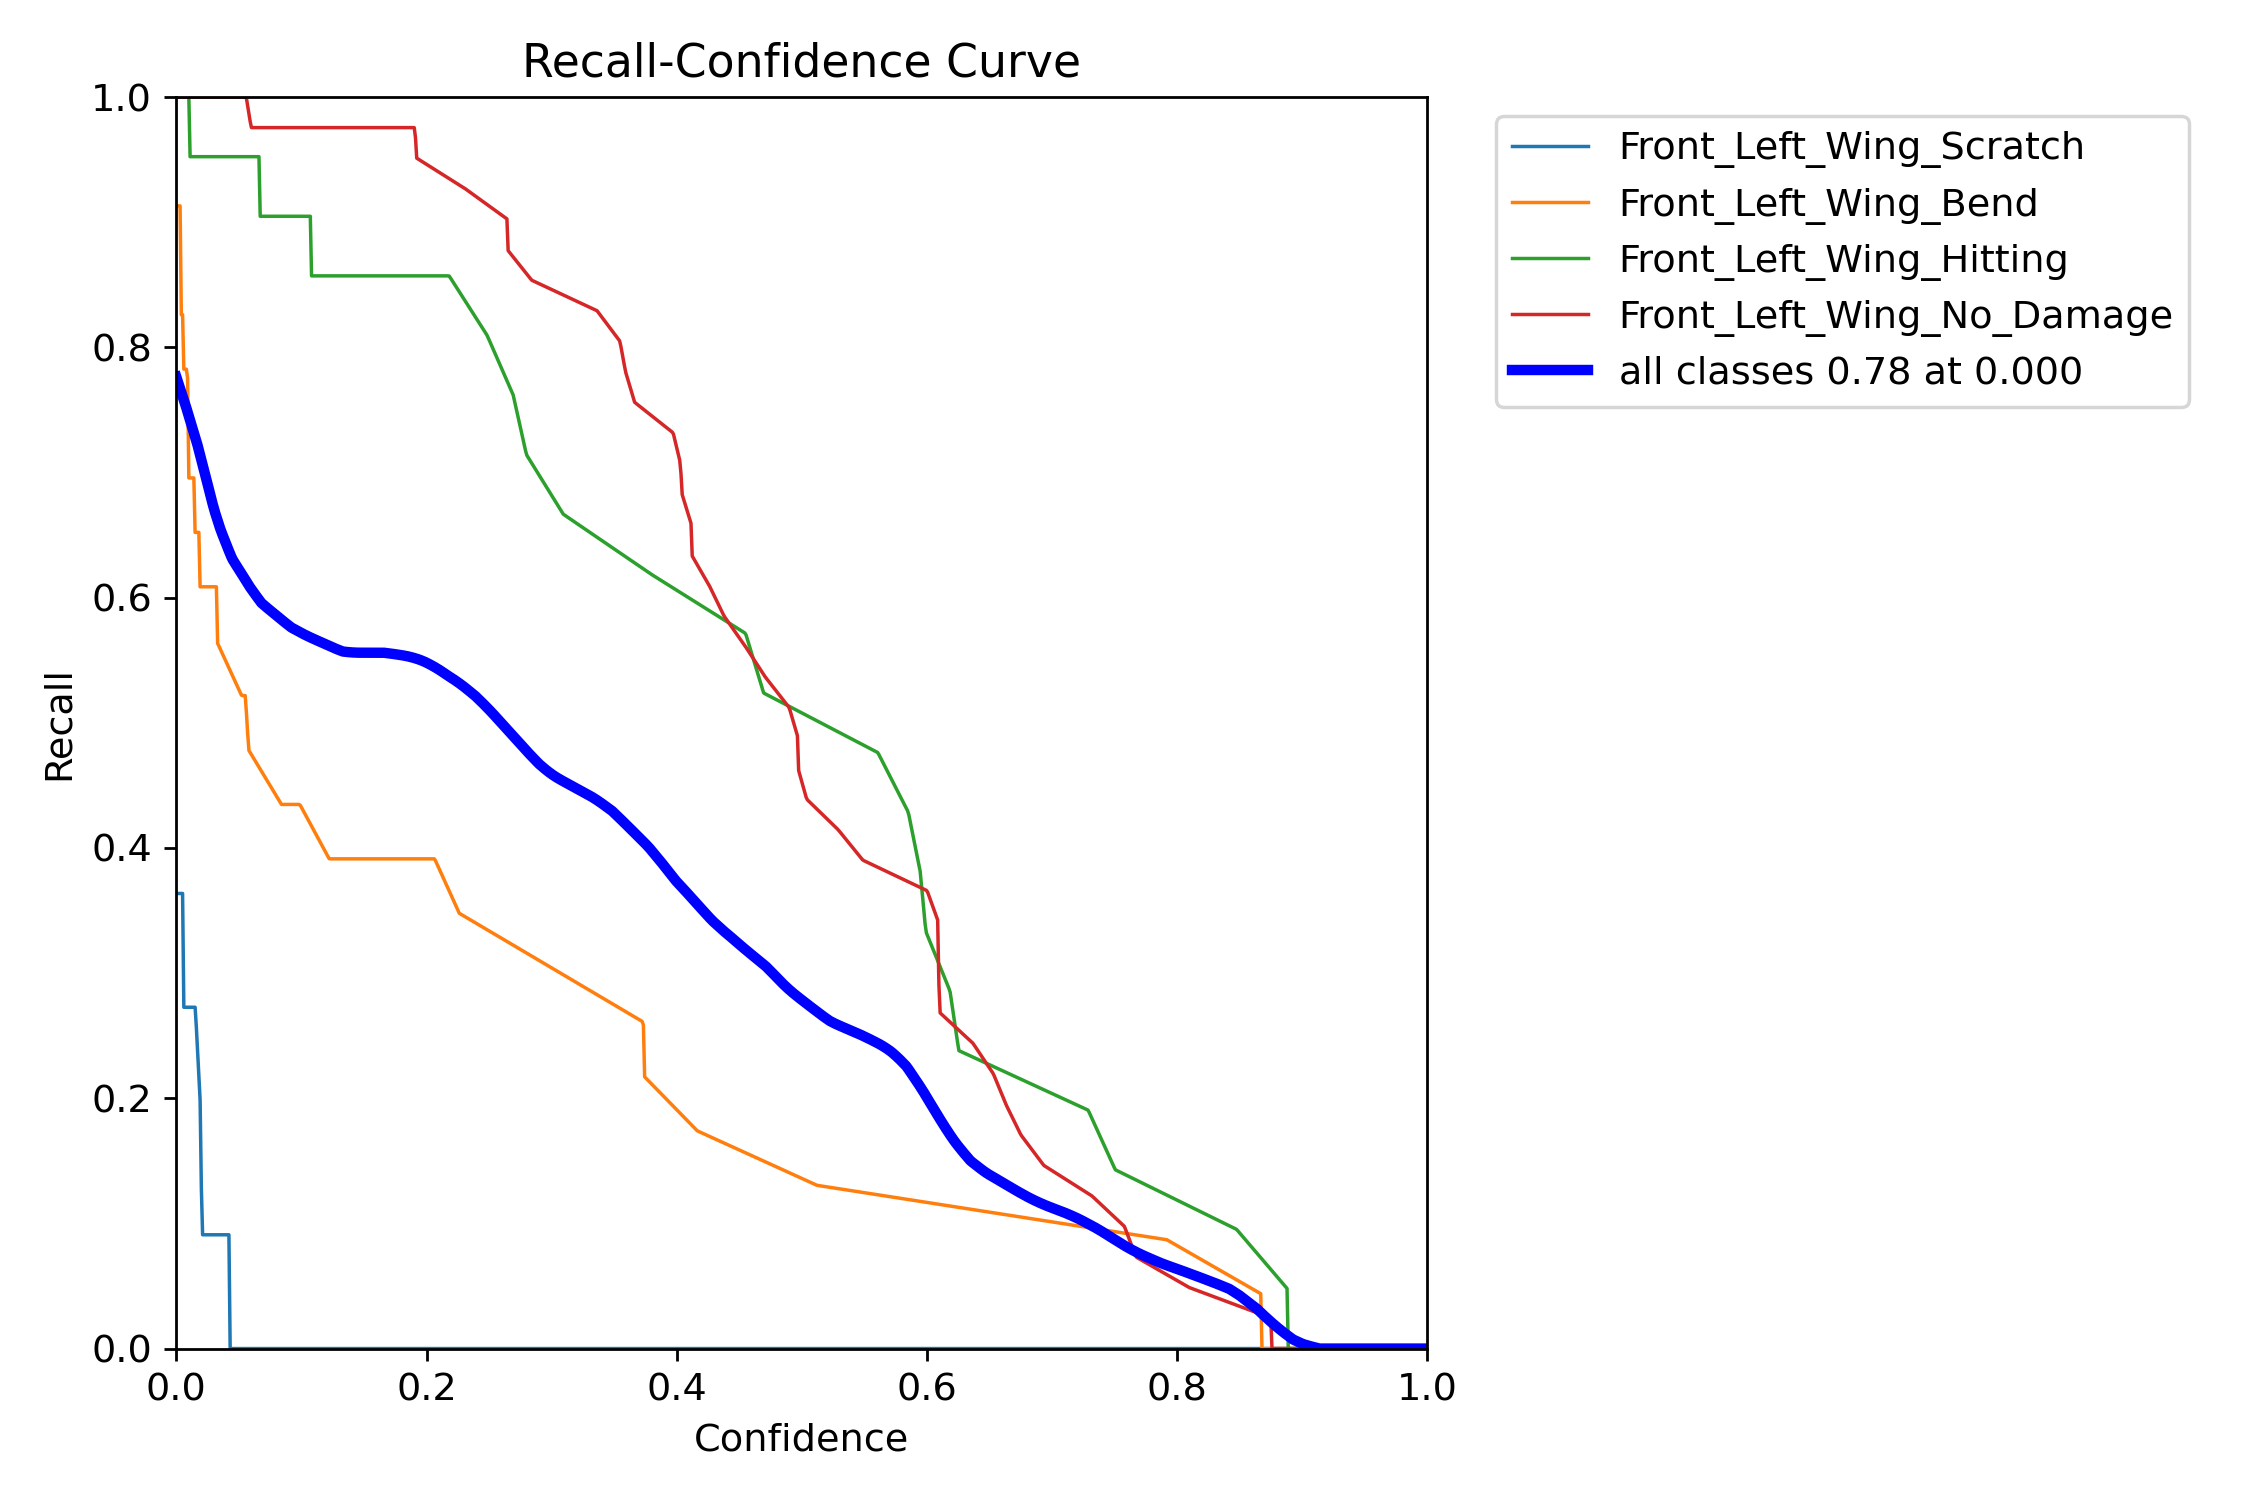 Recall-Confidence Curve
1.0
0.8
0.6
0.4
0.2
0.0
Recall
0.0 0.2 0.4 0.6 0.8 1.0
Confidence
Front_Left_Wing_Scratch
Front_Left_Wing_Bend
Front_Left_Wing_Hitting
Front_Left_Wing_No_Damage
all classes 0.78 at 0.000